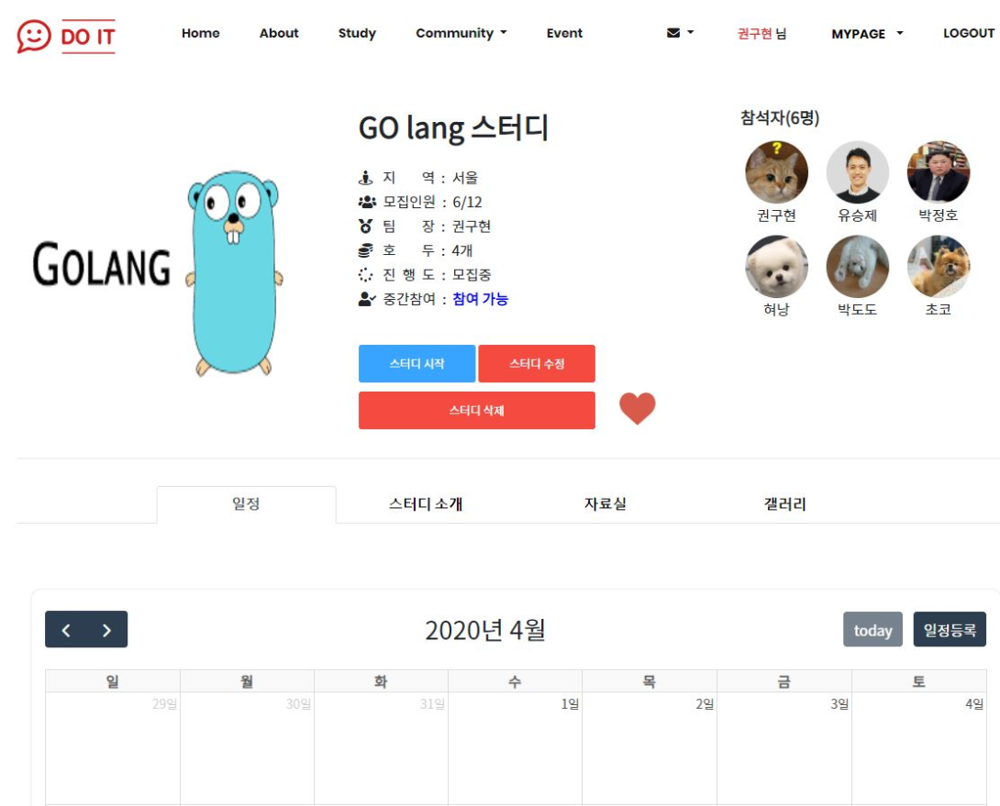 DO IT
Home About Study Community Event 권구현 님 MYPAGE LOGOUT
GOLANG
GO lang 스터디
지 역 : 서울
모집인원 : 6/12
팀 장 : 권구현
호 두 : 4개
진 행 도 : 모집중
중간참여 : 참여 가능
스터디 시작 스터디 수정
스터디 삭제
참석자(6명)
?
권구현 유승제 박정호
허낭 박도도 초코
일정 스터디 소개 자료실 갤러리
2020년 4월 today 일정등록
일 월 화 수 목 금 토
29일 30일 31일 1일 2일 3일 4일